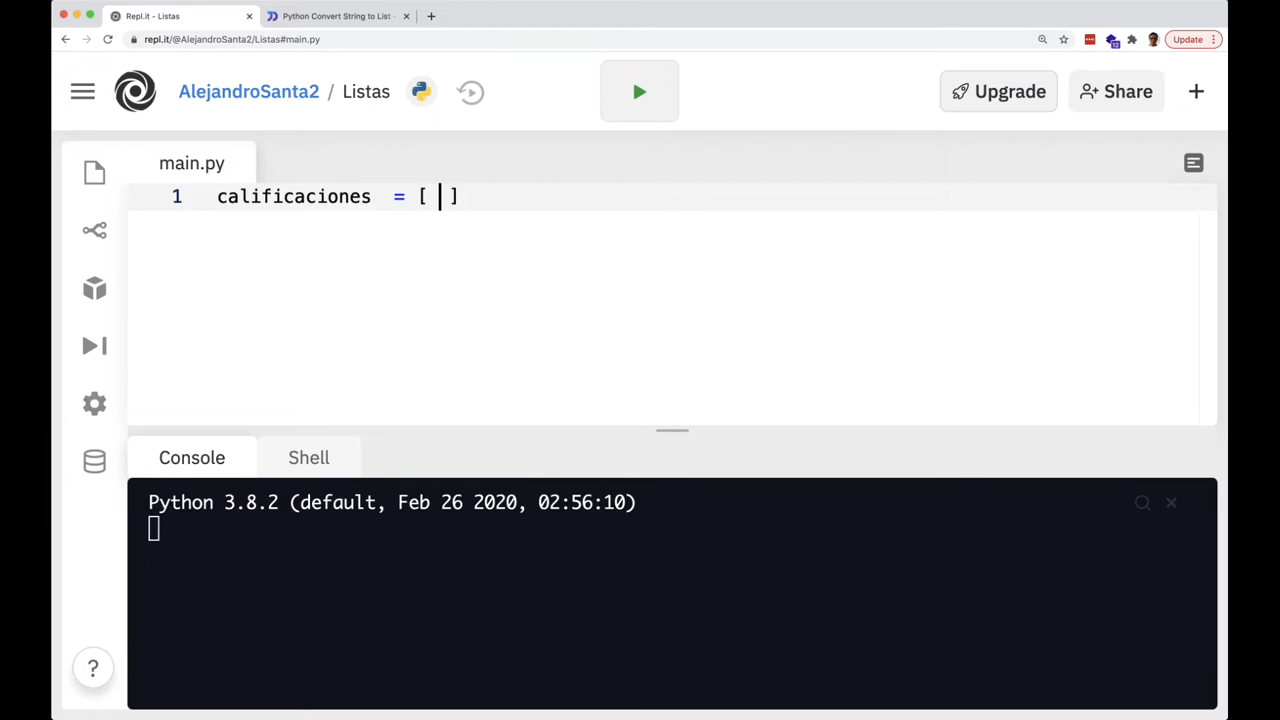 Repl.it - Listas
Python Convert String to List
repl.it/@AlejandroSanta2/Listas#main.py
12
Update
AlejandroSanta2 / Listas
Upgrade
Share
main.py
1 calificaciones = [ ]
Console
Shell
Python 3.8.2 (default, Feb 26 2020, 02:56:10)
?